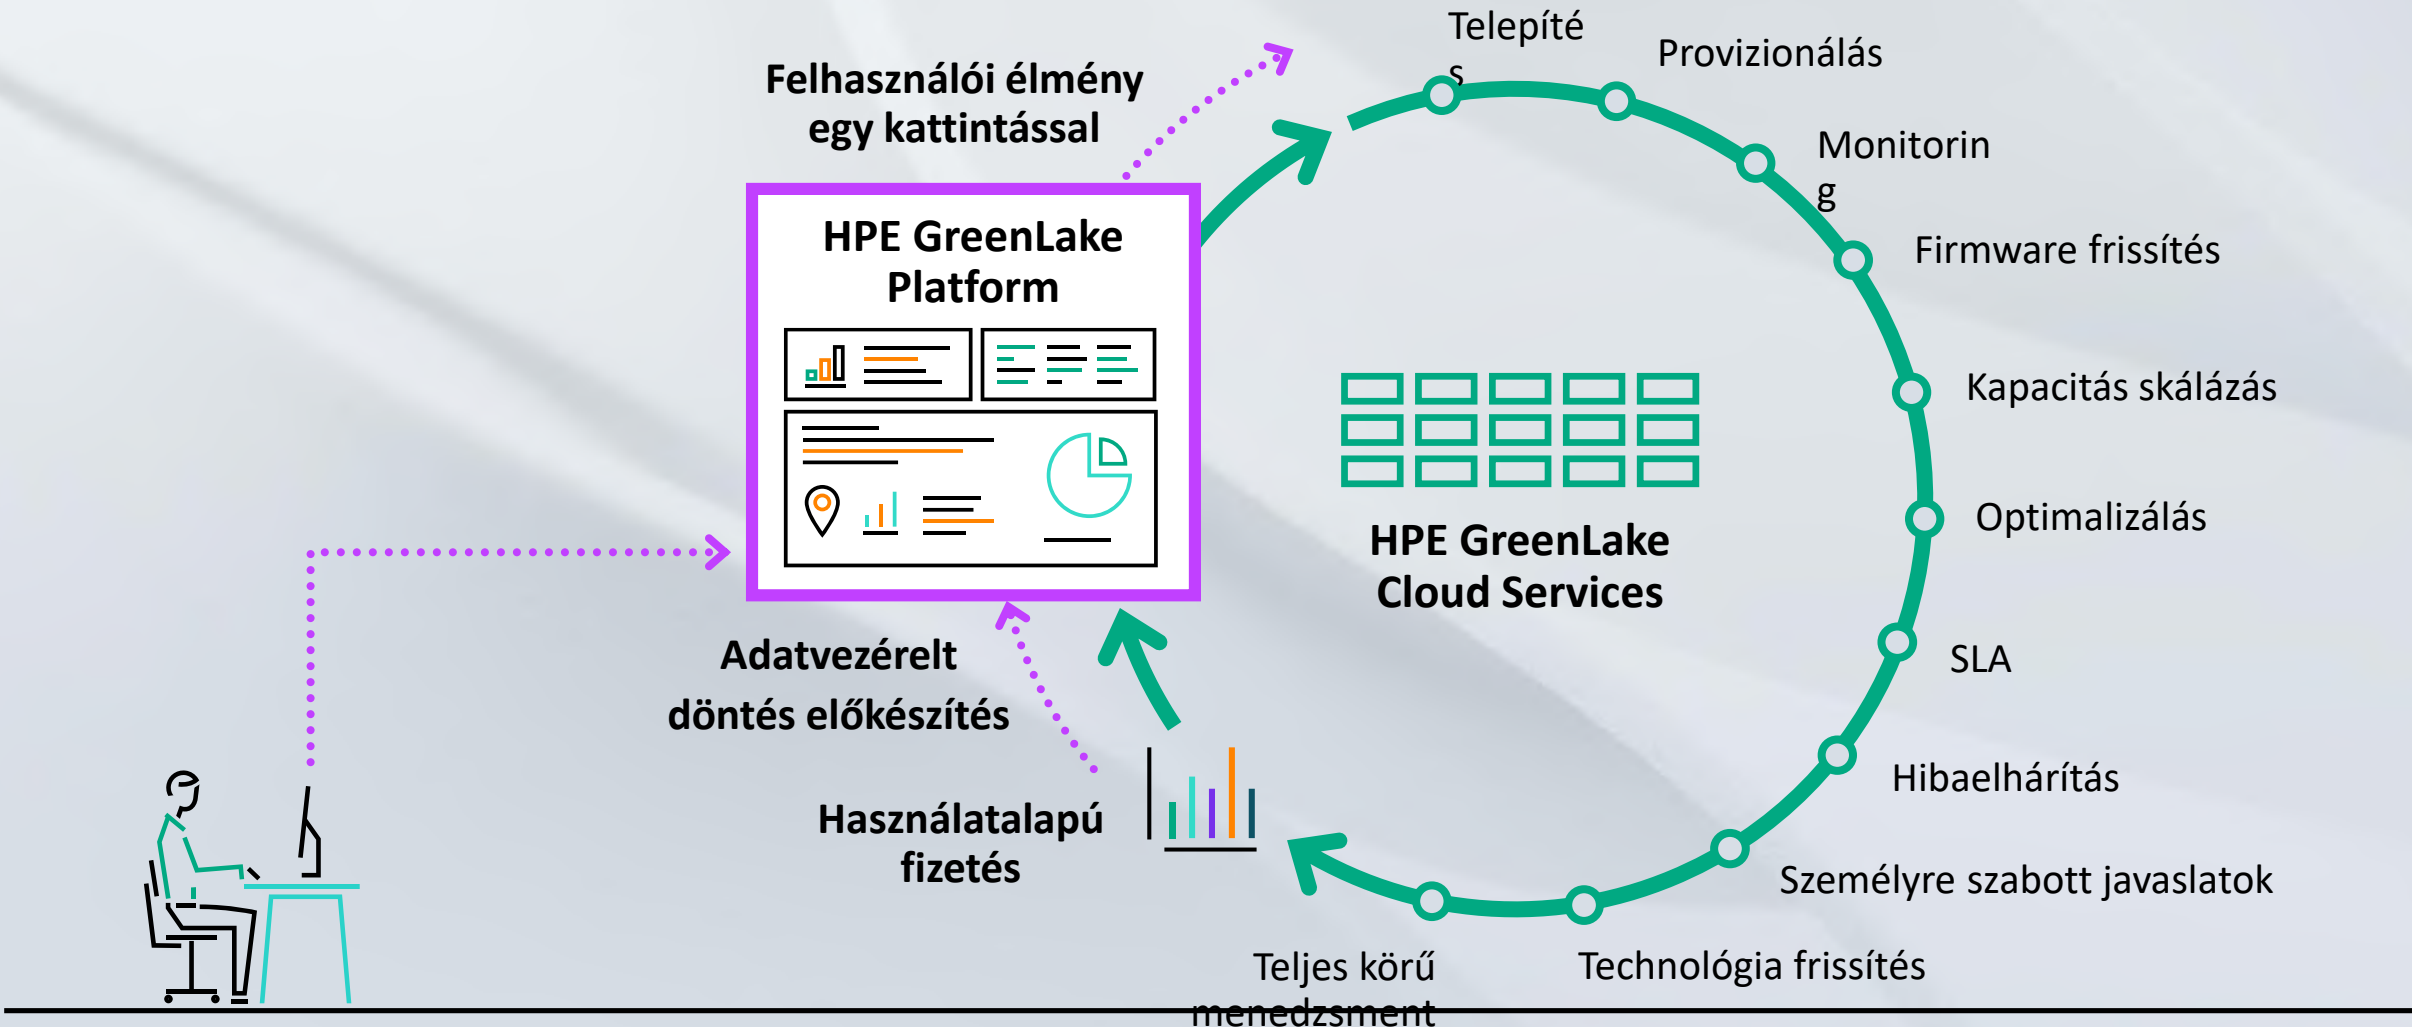 Felhasználói élmény
egy kattintással
HPE GreenLake
Platform
Adatvezérelt
döntés előkészítés
Használatalapú
fizetés
HPE GreenLake
Cloud Services
Telepíté
s
Provizionálás
Monitorin
g
Firmware frissítés
Kapacitás skálázás
Optimalizálás
SLA
Hibaelhárítás
Személyre szabott javaslatok
Technológia frissítés
Teljes körű
menedzsment